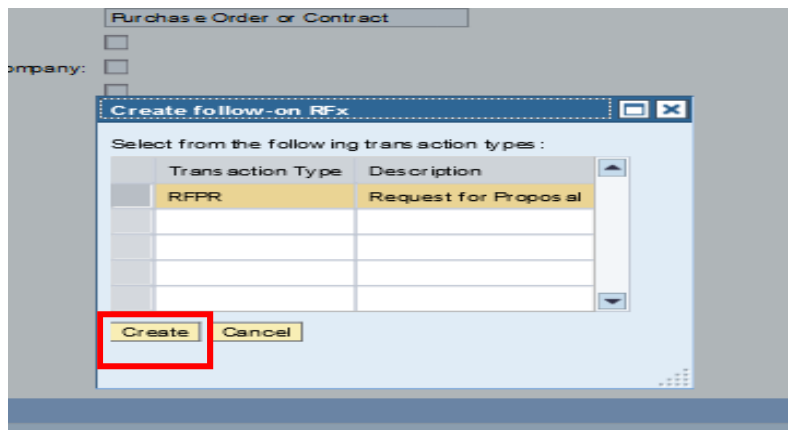 Purchase Order or Contract
ompany:
Create follow-on RFx
Select from the following transaction types:
Transaction Type Description
RFPR Request for Proposal
Create Cancel